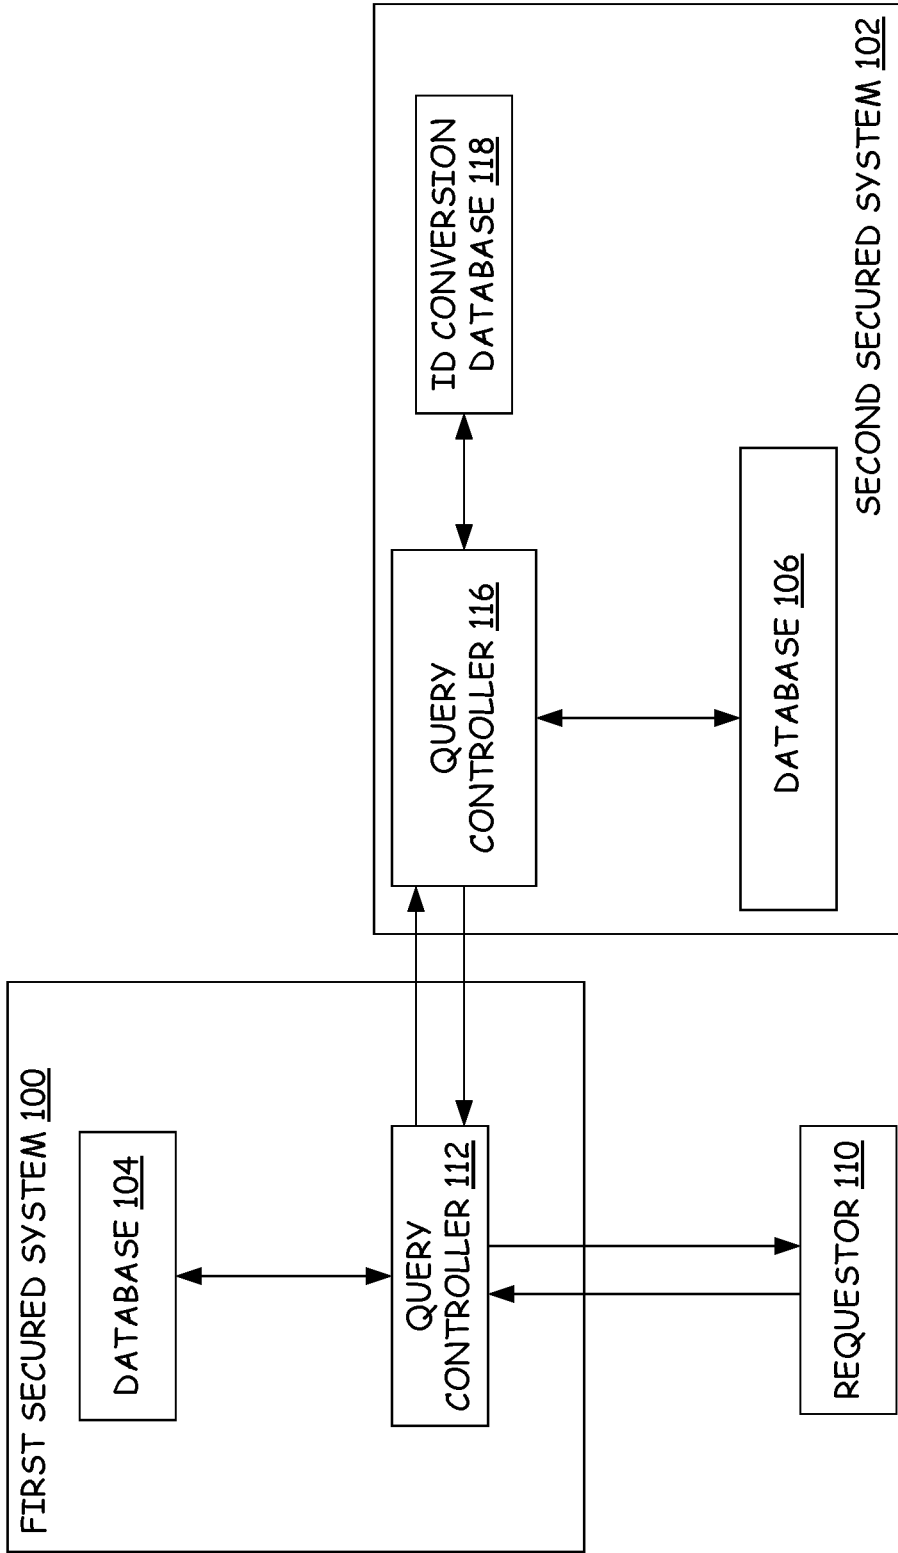 FIRST SECURED SYSTEM 100
DATABASE 104
QUERY
CONTROLLER 112
REQUESTOR 110
QUERY
CONTROLLER 116
ID CONVERSION
DATABASE 118
DATABASE 106
SECOND SECURED SYSTEM 102